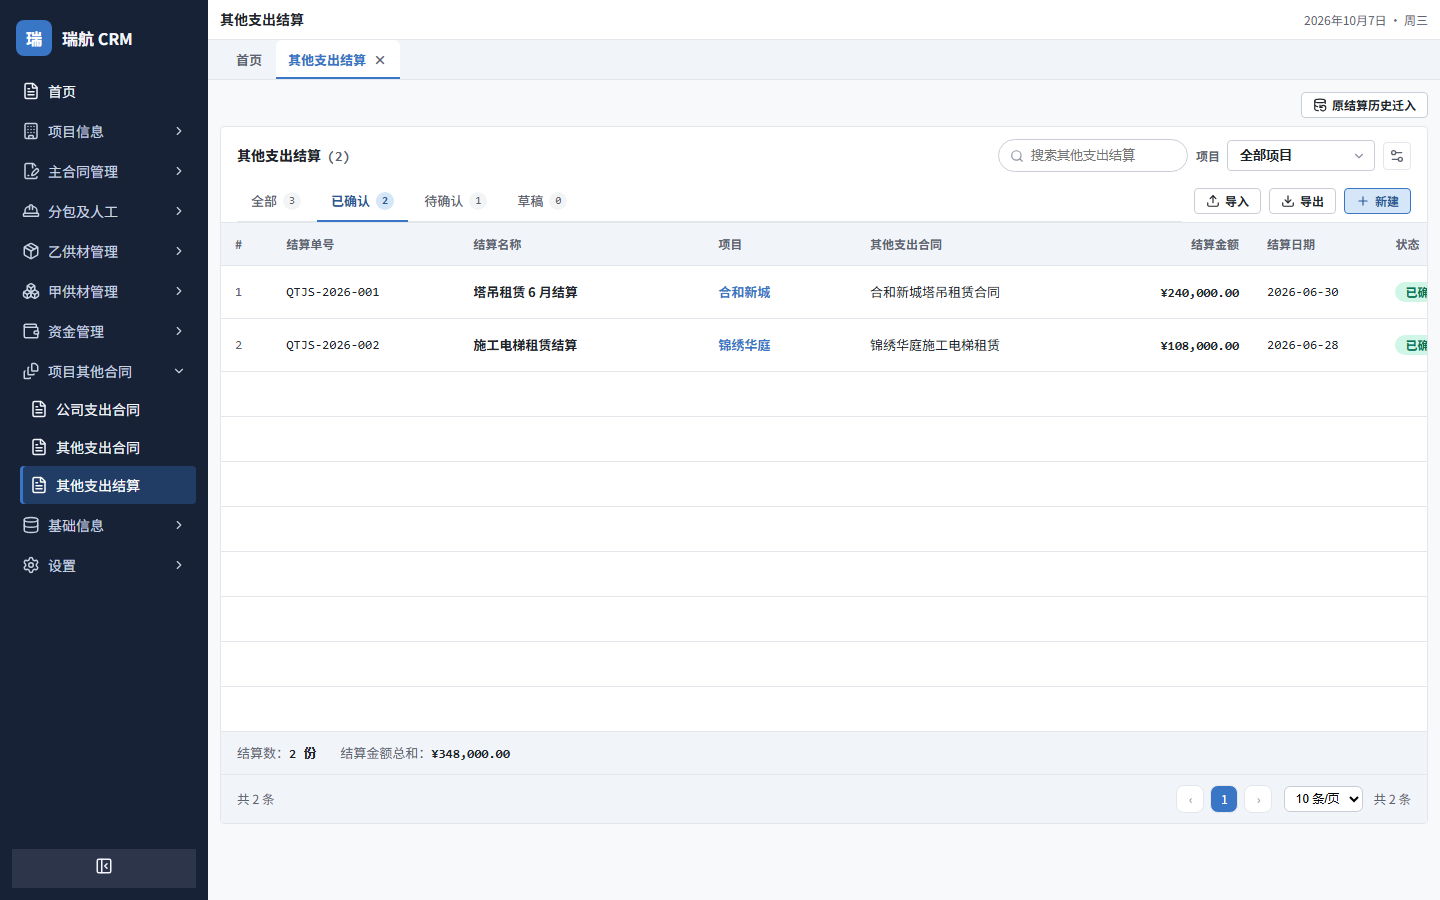 瑞 瑞航 CRM
首页
项目信息
主合同管理
分包及人工
乙供材管理
甲供材管理
资金管理
项目其他合同
公司支出合同
其他支出合同
其他支出结算
基础信息
设置
其他支出结算
2026年10月7日 · 周三
首页 其他支出结算 ✕
原结算历史迁入
其他支出结算 (2)
搜索其他支出结算 项目 全部项目
全部 3 已确认 2 待确认 1 草稿 0
导入 导出 + 新建
# 结算单号 结算名称 项目 其他支出合同 结算金额 结算日期 状态
1 QTJS-2026-001 塔吊租赁 6 月结算 合和新城 合和新城塔吊租赁合同 ¥240,000.00 2026-06-30 已确
2 QTJS-2026-002 施工电梯租赁结算 锦绣华庭 锦绣华庭施工电梯租赁 ¥108,000.00 2026-06-28 已确
结算数: 2 份 结算金额总和: ¥348,000.00
共 2 条
‹ 1 › 10 条/页 共 2 条